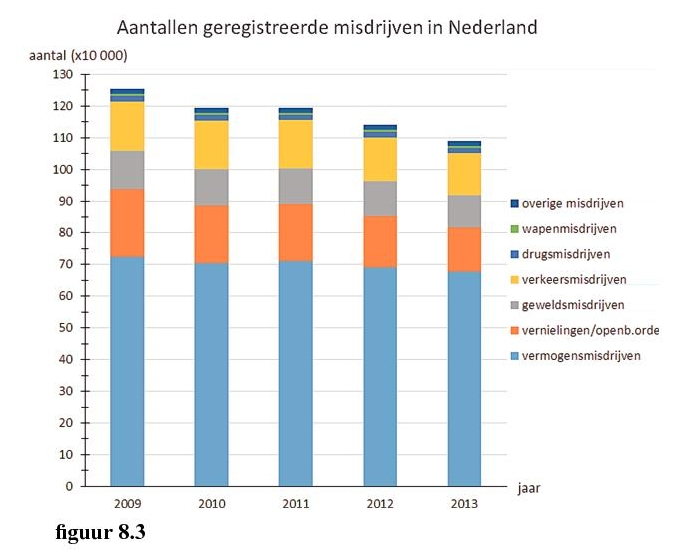 Aantallen geregistreerde misdrijven in Nederland
aantal (x10 000)
130
120
110
100
90
80
70
60
50
40
30
20
10
0
2009 2010 2011 2012 2013
jaar
overige misdrijven
wapenmisdrijven
drugsmisdrijven
verkeersmisdrijven
geweldsmisdrijven
vernielingen/openb.orde
vermogensmisdrijven
figuur 8.3